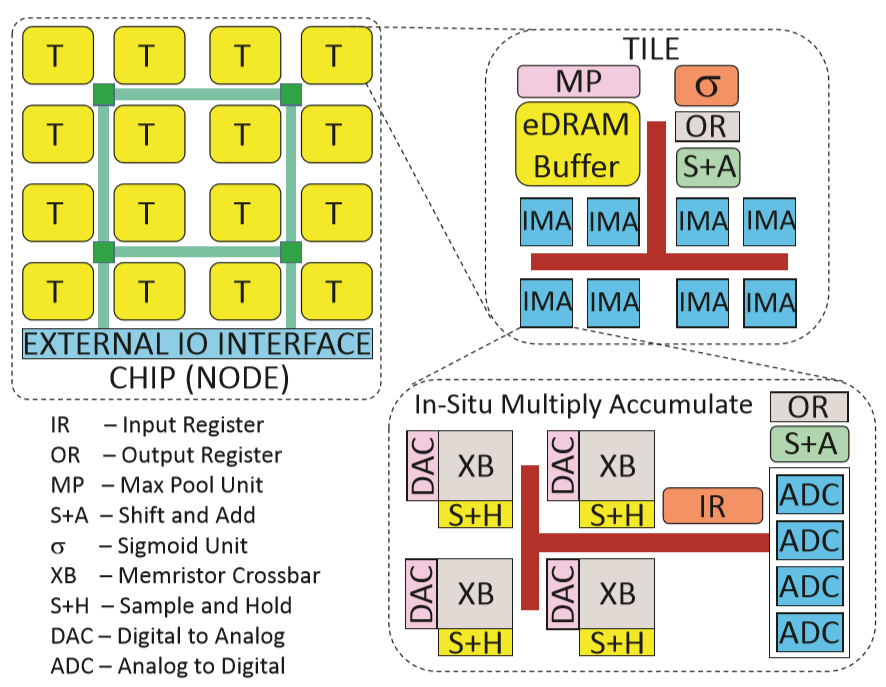 T T T T
T T T T
T T T T
T T T T
EXTERNAL IO INTERFACE
CHIP (NODE)
TILE
MP σ
eDRAM
Buffer
OR
S+A
IMA IMA IMA IMA
IMA IMA IMA IMA
IR – Input Register
OR – Output Register
MP – Max Pool Unit
S+A – Shift and Add
σ – Sigmoid Unit
XB – Memristor Crossbar
S+H – Sample and Hold
DAC – Digital to Analog
ADC – Analog to Digital
In-Situ Multiply Accumulate
OR
S+A
DAC XB DAC XB
S+H S+H
IR
DAC XB DAC XB
S+H S+H
ADC
ADC
ADC
ADC